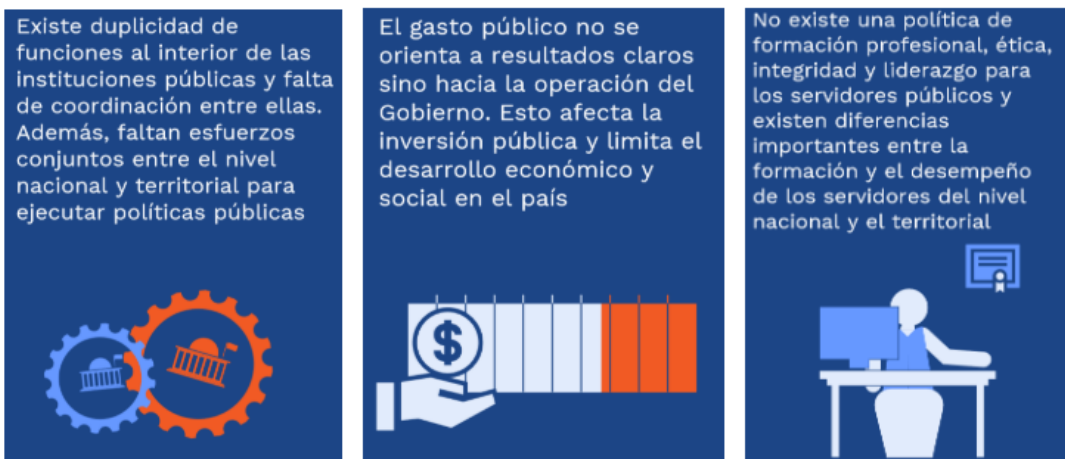 Existe duplicidad de
funciones al interior de las
instituciones públicas y falta
de coordinación entre ellas.
Además, faltan esfuerzos
conjuntos entre el nivel
nacional y territorial para
ejecutar políticas públicas
El gasto público no se
orienta a resultados claros
sino hacia la operación del
Gobierno. Esto afecta la
inversión pública y limita el
desarrollo económico y
social en el país
$
No existe una política de
formación profesional, ética,
integridad y liderazgo para
los servidores públicos y
existen diferencias
importantes entre la
formación y el desempeño
de los servidores del nivel
nacional y el territorial